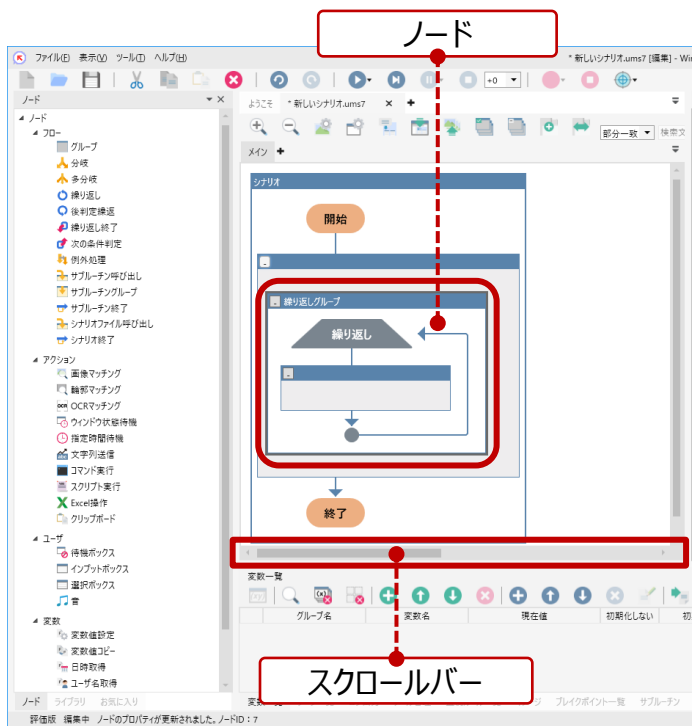 ノード
ファイル(F) 表示(V) ツール(T) ヘルプ(H)
* 新しいシナリオ.ums7 [編集] - Wi
+0
ノード
ようこそ * 新しいシナリオ.ums7
部分一致
検索文
メイン
ノード
フロー
グループ
分岐
多分岐
繰り返し
後判定繰返
繰り返し終了
次の条件判定
例外処理
サブルーチン呼び出し
サブルーチングループ
サブルーチン終了
シナリオファイル呼び出し
シナリオ終了
アクション
画像マッチング
輪郭マッチング
OCRマッチング
ウィンドウ状態待機
指定時間待機
文字列送信
コマンド実行
スクリプト実行
Excel操作
クリップボード
ユーザ
待機ボックス
インプットボックス
選択ボックス
音
変数
変数値設定
変数値コピー
日時取得
ユーザ名取得
ノード ライブラリ お気に入り
シナリオ
開始
繰り返しグループ
繰り返し
終了
変数一覧
グループ名 変数名 現在値 初期化しない 初
スクロールバー
ブレイクポイント一覧 サブルーチン
評価版 編集中 ノードのプロパティが更新されました。ノードID : 7